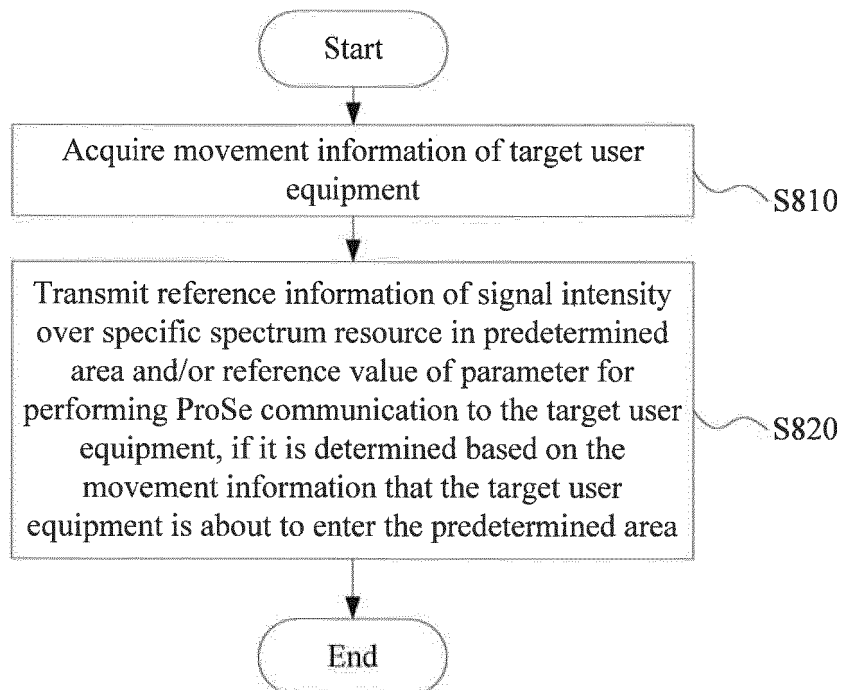 Start
Acquire movement information of target user
equipment
S810
Transmit reference information of signal intensity
over specific spectrum resource in predetermined
area and/or reference value of parameter for
performing ProSe communication to the target user
equipment, if it is determined based on the
movement information that the target user
equipment is about to enter the predetermined area
S820
End